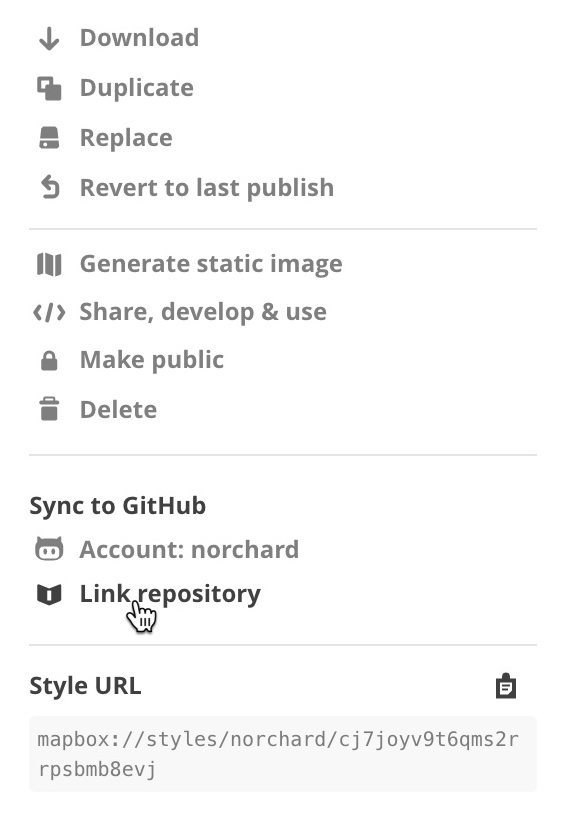 Download
Duplicate
Replace
Revert to last publish
Generate static image
Share, develop & use
Make public
Delete
Sync to GitHub
Account: norchard
Link repository
Style URL
mapbox://styles/norchard/cj7joyv9t6qms2r
rpsbmb8evj